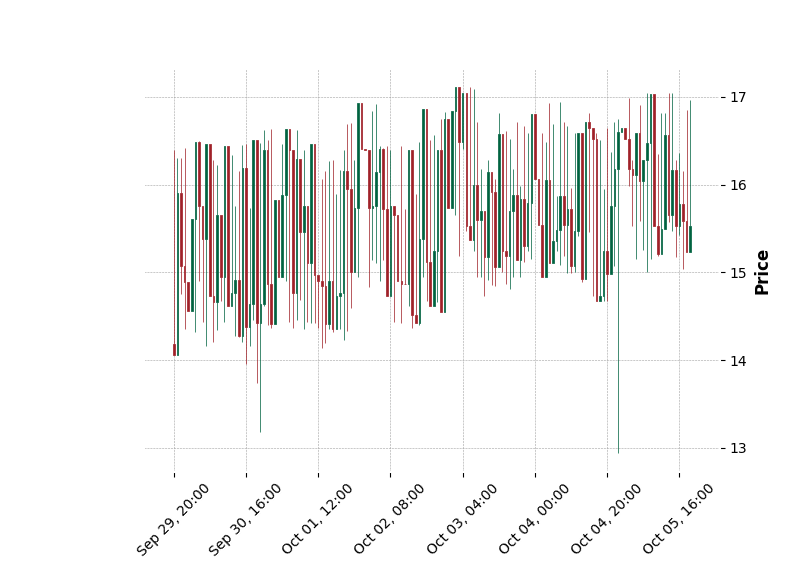 17
16
15
14
13
Price
Sep 29, 20:00
Sep 30, 16:00
Oct 01, 12:00
Oct 02, 08:00
Oct 03, 04:00
Oct 04, 00:00
Oct 04, 20:00
Oct 05, 16:00